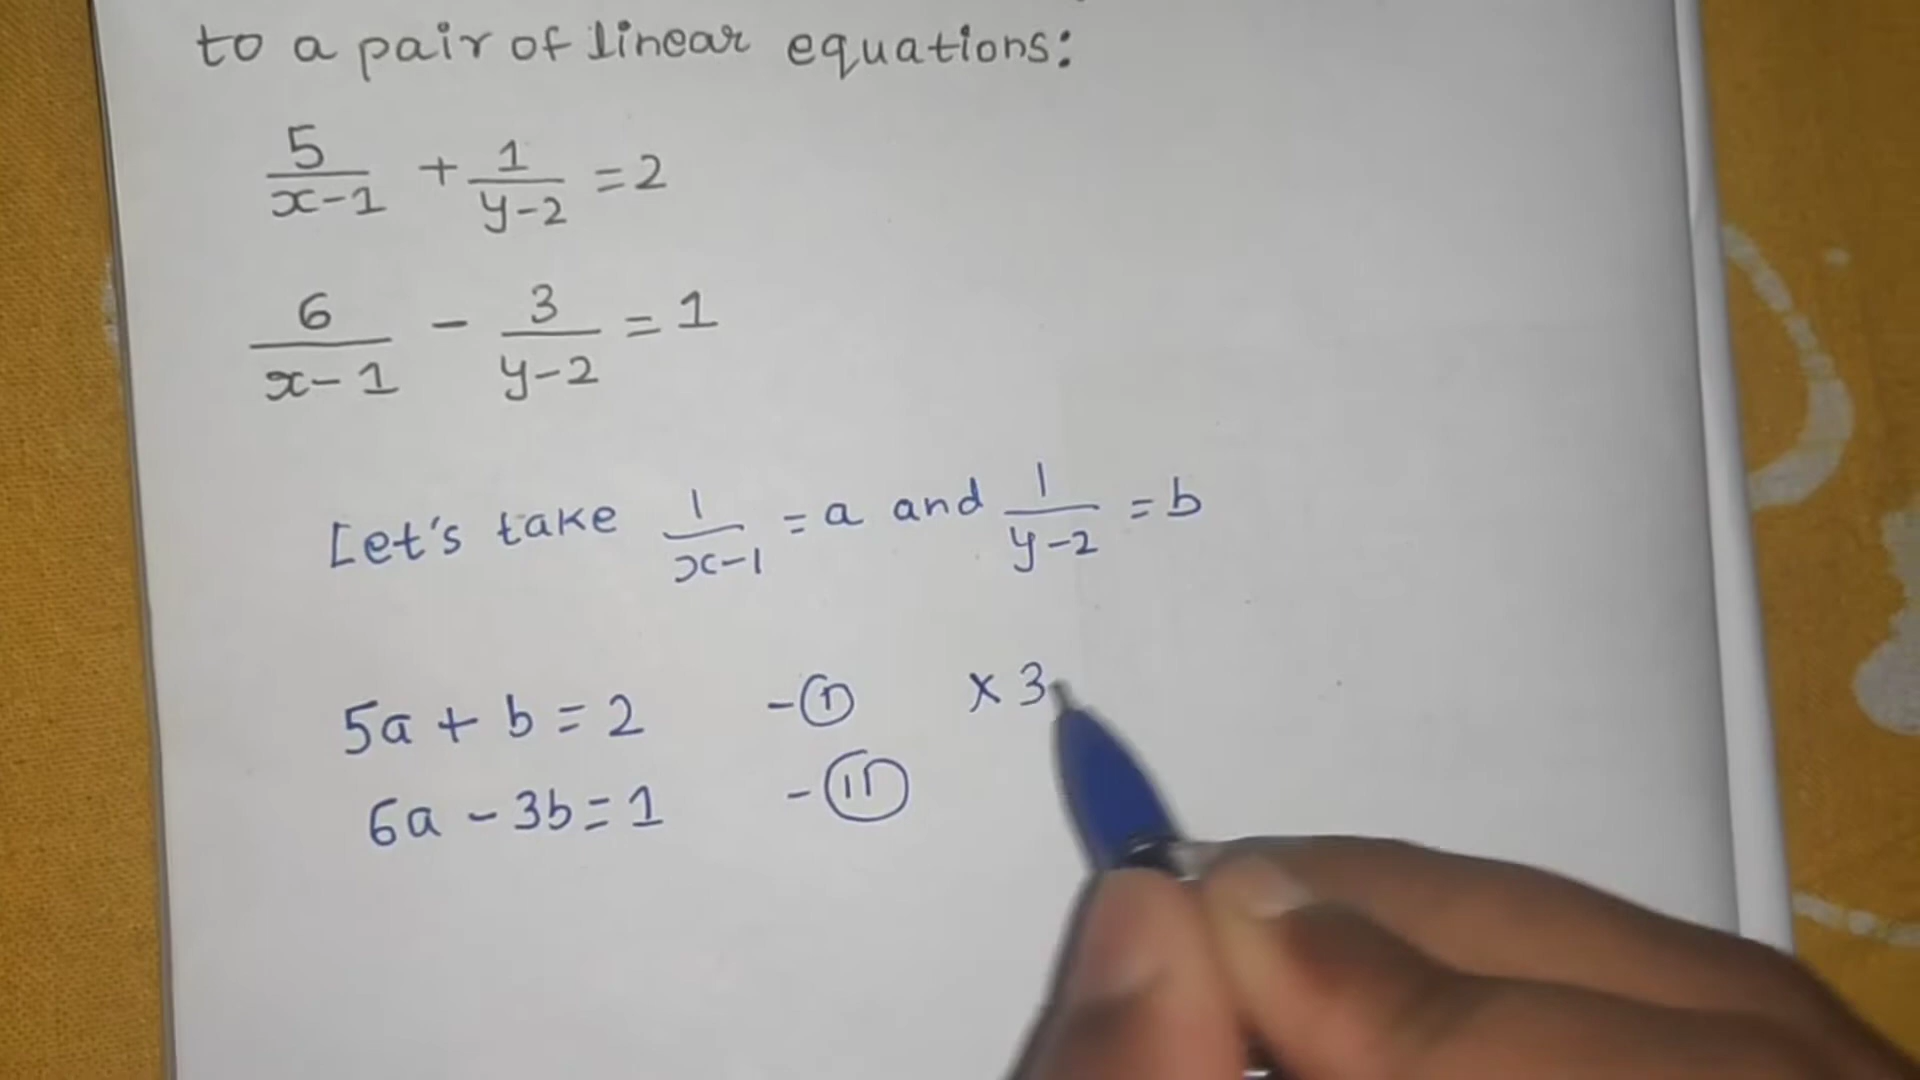 to a pair of linear equations:
5/(x-1) + 1/(y-2) = 2
6/(x-1) - 3/(y-2) = 1
Let's take 1/(x-1) = a and 1/(y-2) = b
5a + b = 2 - (I) × 3
6a - 3b = 1 - (II)